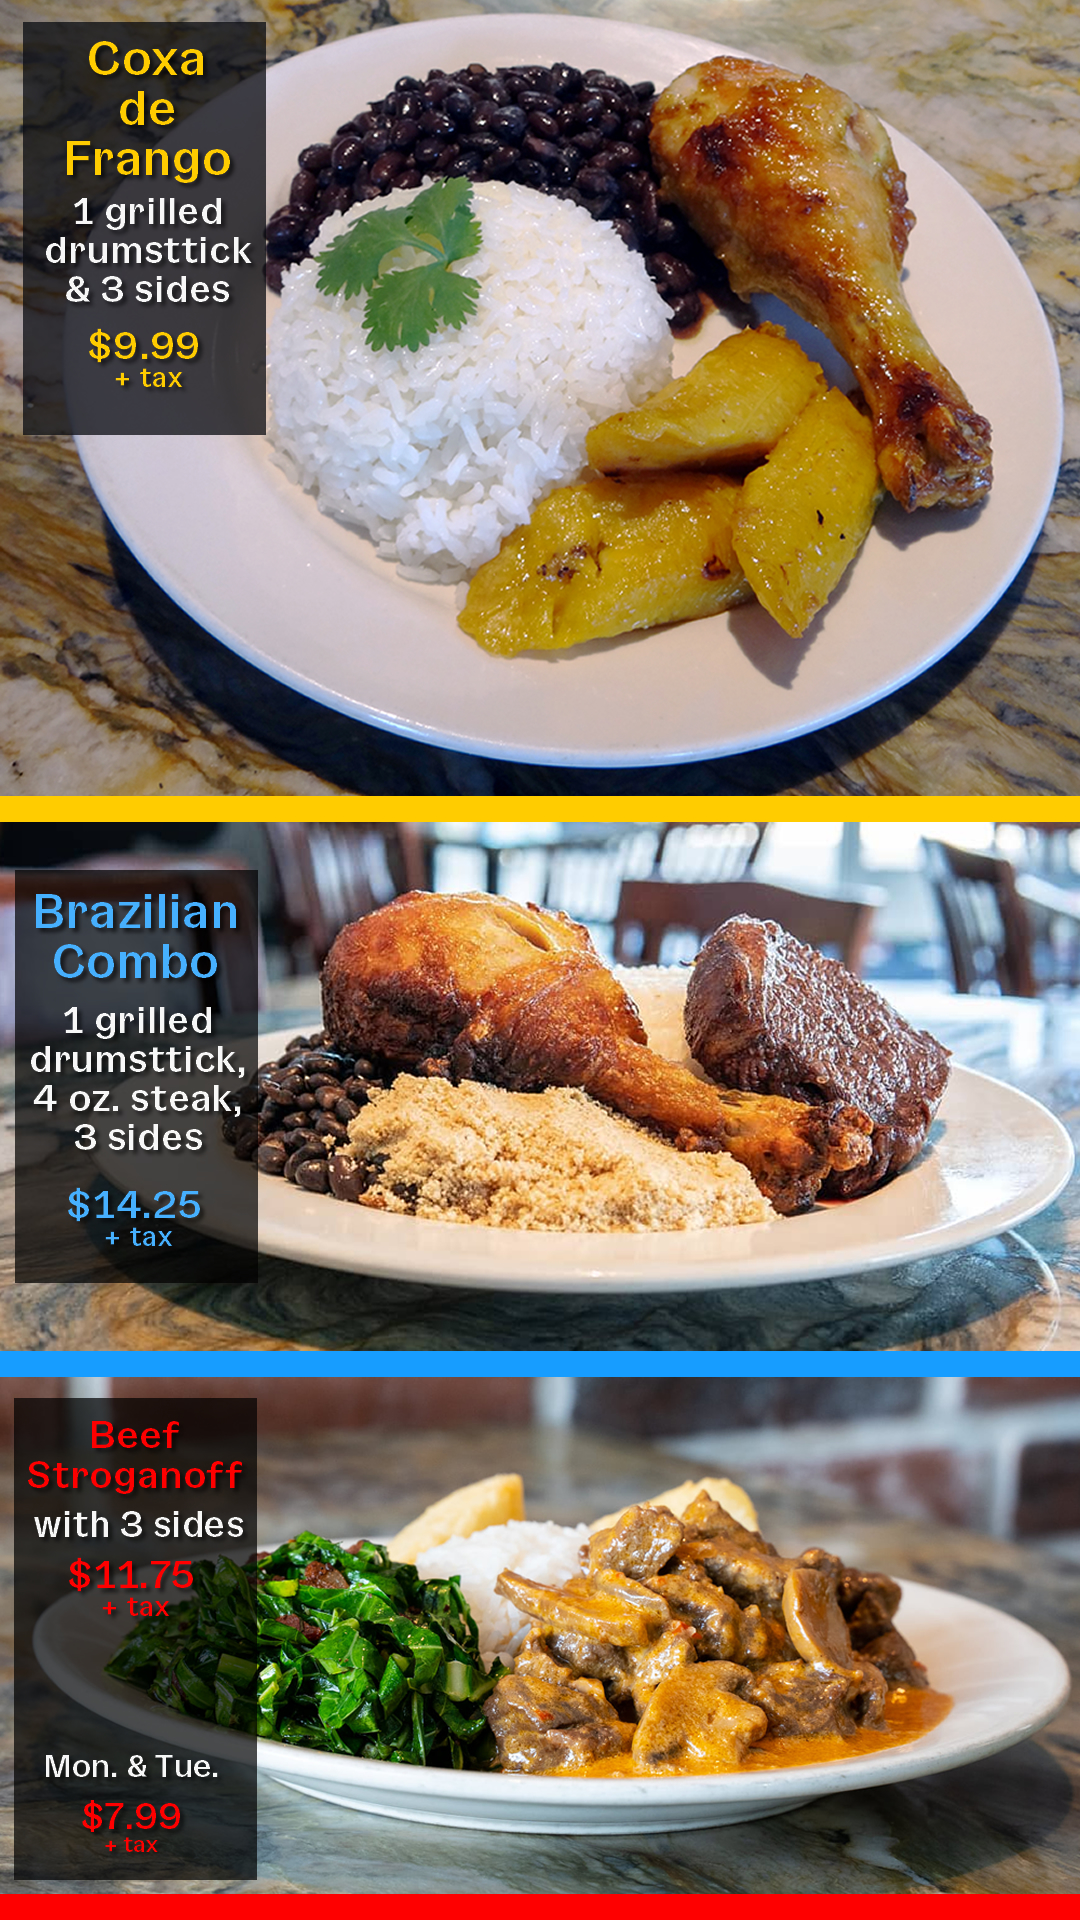 Coxa
de
Frango
1 grilled
drumsttick
& 3 sides
$9.99
+ tax
Brazilian
Combo
1 grilled
drumsttick,
4 oz. steak,
3 sides
$14.25
+ tax
Beef
Stroganoff
with 3 sides
$11.75
+ tax
Mon. & Tue.
$7.99
+ tax